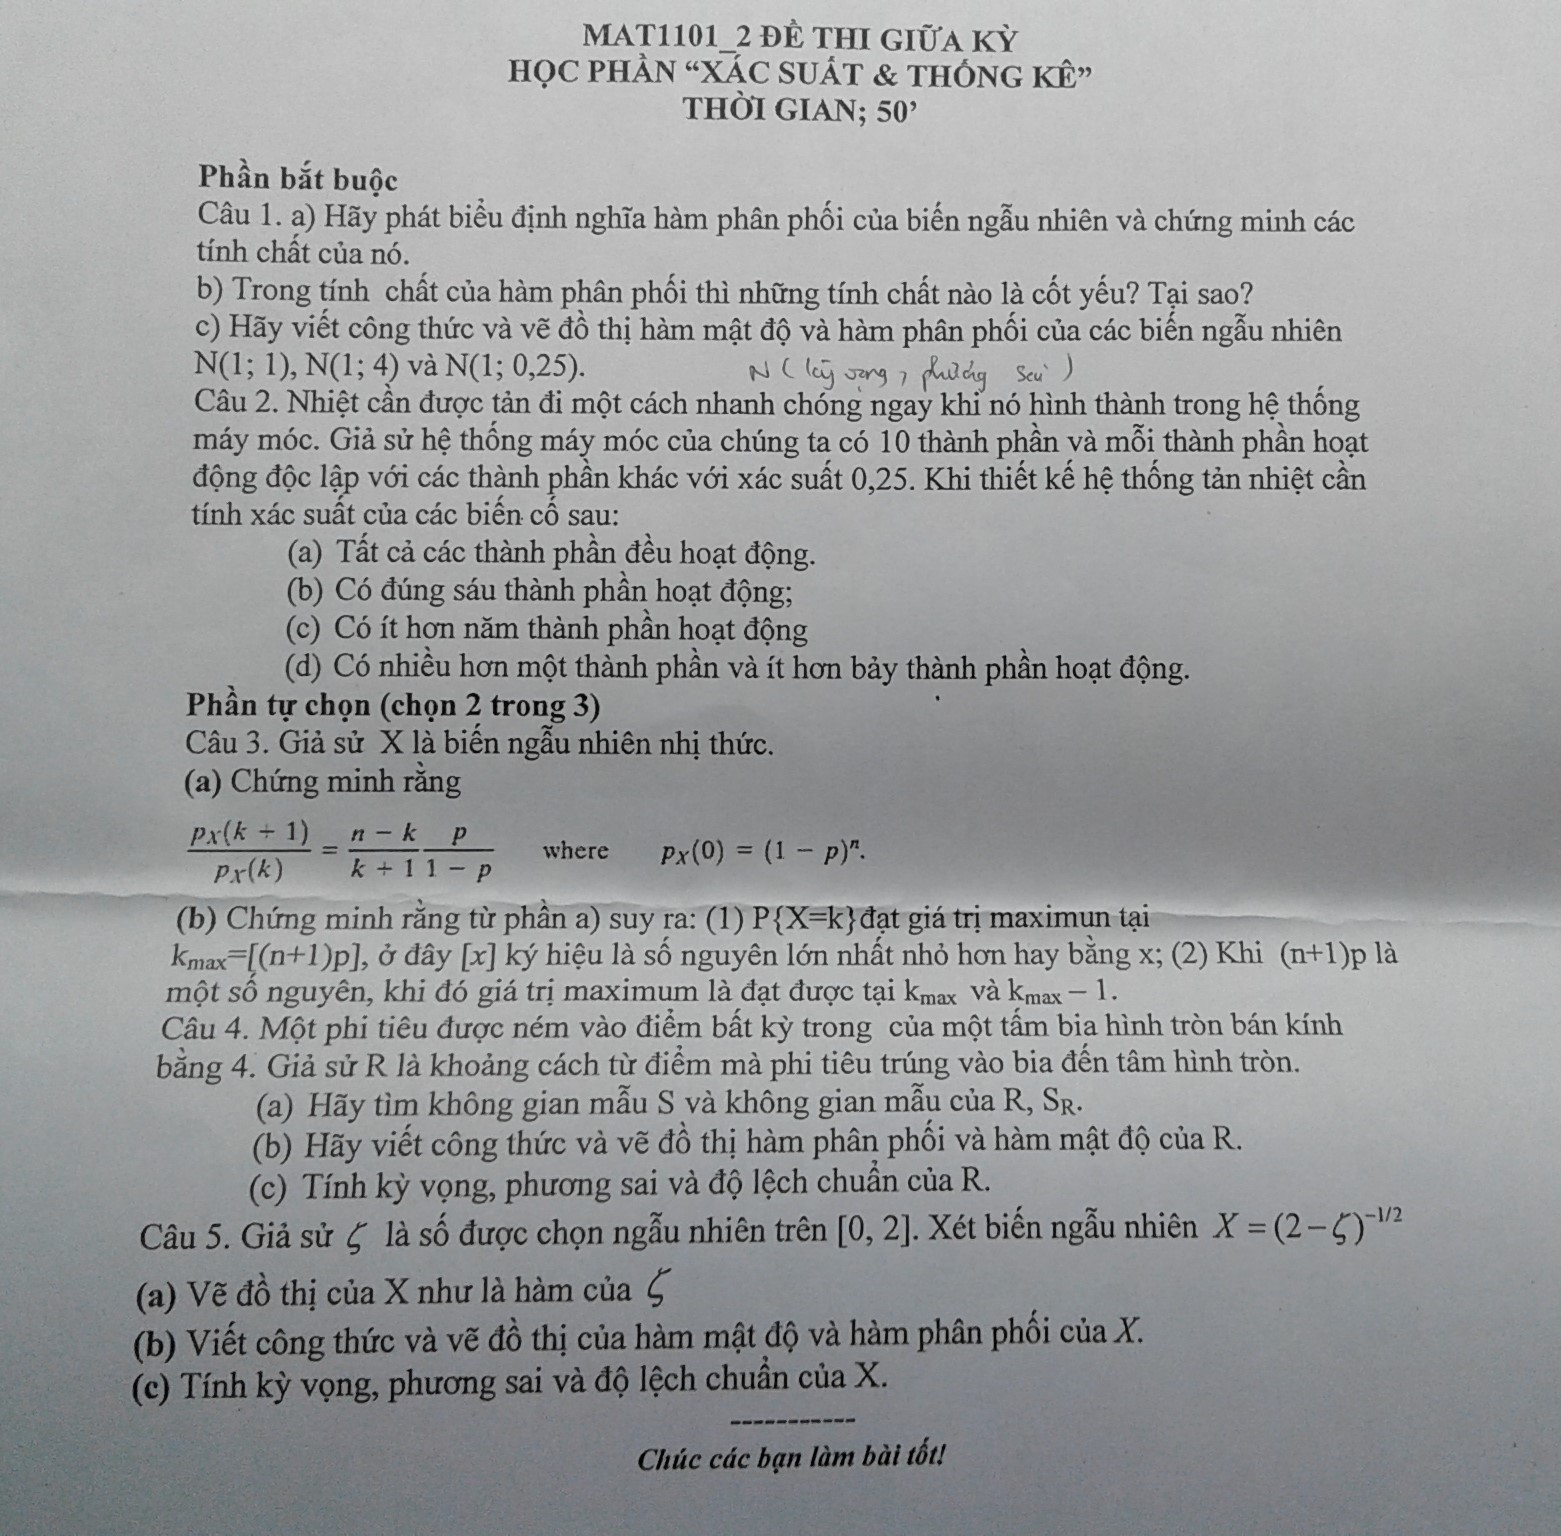 MAT1101_2 ĐỀ THI GIỮA KỲ
HỌC PHẦN “XÁC SUẤT & THỐNG KÊ”
THỜI GIAN; 50’
Phần bắt buộc
Câu 1. a) Hãy phát biểu định nghĩa hàm phân phối của biến ngẫu nhiên và chứng minh các
tính chất của nó.
b) Trong tính chất của hàm phân phối thì những tính chất nào là cốt yếu? Tại sao?
c) Hãy viết công thức và vẽ đồ thị hàm mật độ và hàm phân phối của các biến ngẫu nhiên
N(1; 1), N(1; 4) và N(1; 0,25). N ( kỳ vọng , phương sai )
Câu 2. Nhiệt cần được tản đi một cách nhanh chóng ngay khi nó hình thành trong hệ thống
máy móc. Giả sử hệ thống máy móc của chúng ta có 10 thành phần và mỗi thành phần hoạt
động độc lập với các thành phần khác với xác suất 0,25. Khi thiết kế hệ thống tản nhiệt cần
tính xác suất của các biến cố sau:
(a) Tất cả các thành phần đều hoạt động.
(b) Có đúng sáu thành phần hoạt động;
(c) Có ít hơn năm thành phần hoạt động
(d) Có nhiều hơn một thành phần và ít hơn bảy thành phần hoạt động.
Phần tự chọn (chọn 2 trong 3)
Câu 3. Giả sử X là biến ngẫu nhiên nhị thức.
(a) Chứng minh rằng
p_X(k + 1) / p_X(k) = (n − k)/(k + 1) p/(1 − p) where p_X(0) = (1 − p)^n.
(b) Chứng minh rằng từ phần a) suy ra: (1) P{X=k}đạt giá trị maximun tại
kmax=[(n+1)p], ở đây [x] ký hiệu là số nguyên lớn nhất nhỏ hơn hay bằng x; (2) Khi (n+1)p là
một số nguyên, khi đó giá trị maximum là đạt được tại kmax và kmax – 1.
Câu 4. Một phi tiêu được ném vào điểm bất kỳ trong của một tấm bia hình tròn bán kính
bằng 4. Giả sử R là khoảng cách từ điểm mà phi tiêu trúng vào bia đến tâm hình tròn.
(a) Hãy tìm không gian mẫu S và không gian mẫu của R, SR.
(b) Hãy viết công thức và vẽ đồ thị hàm phân phối và hàm mật độ của R.
(c) Tính kỳ vọng, phương sai và độ lệch chuẩn của R.
Câu 5. Giả sử ζ là số được chọn ngẫu nhiên trên [0, 2]. Xét biến ngẫu nhiên X = (2 − ζ)^−1/2
(a) Vẽ đồ thị của X như là hàm của ζ
(b) Viết công thức và vẽ đồ thị của hàm mật độ và hàm phân phối của X.
(c) Tính kỳ vọng, phương sai và độ lệch chuẩn của X.
-----------
Chúc các bạn làm bài tốt!